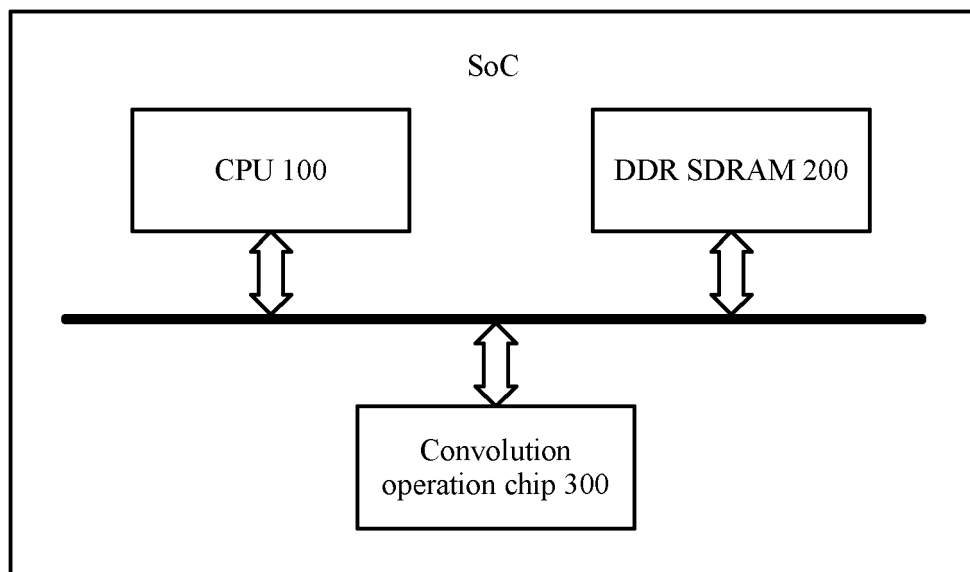 SoC
CPU 100
DDR SDRAM 200
Convolution
operation chip 300